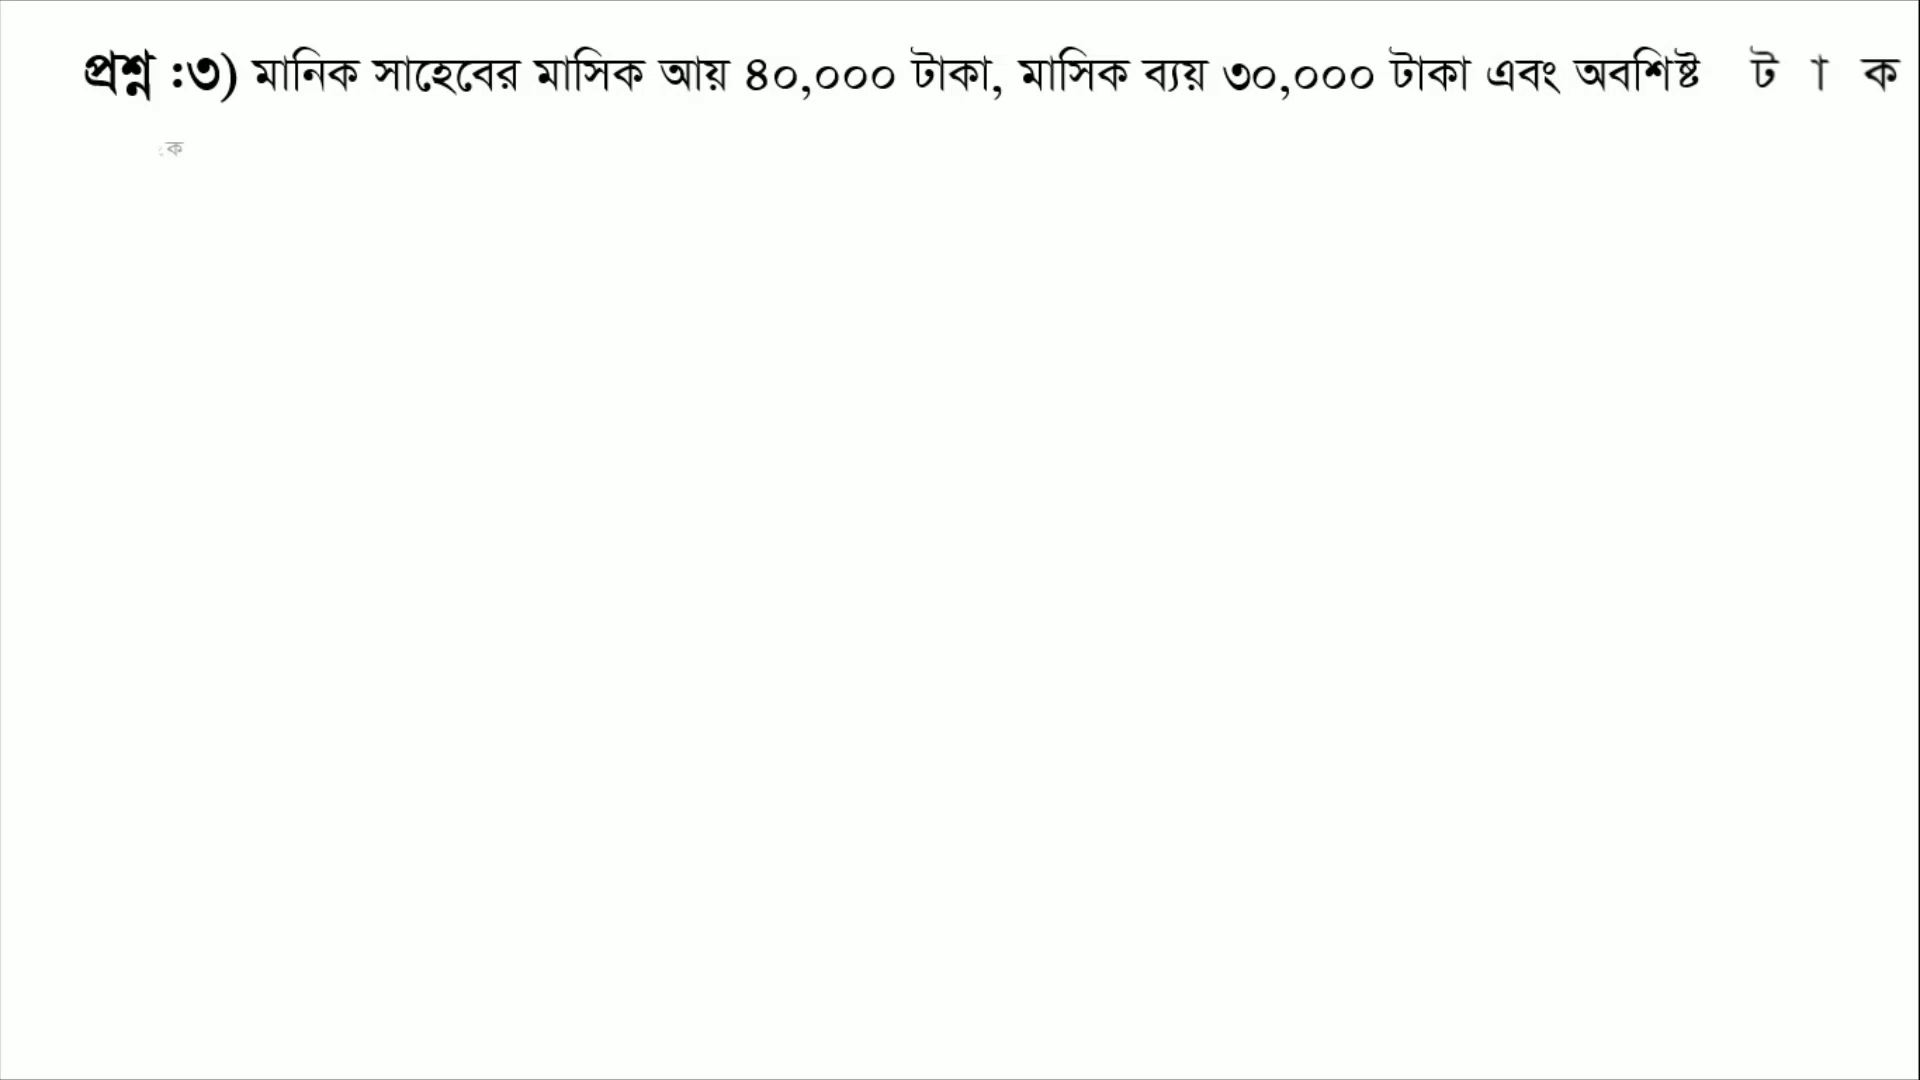 প্রশ্ন :৩) মানিক সাহেবের মাসিক আয় ৪০,০০০ টাকা, মাসিক ব্যয় ৩০,০০০ টাকা এবং অবশিষ্ট টাক